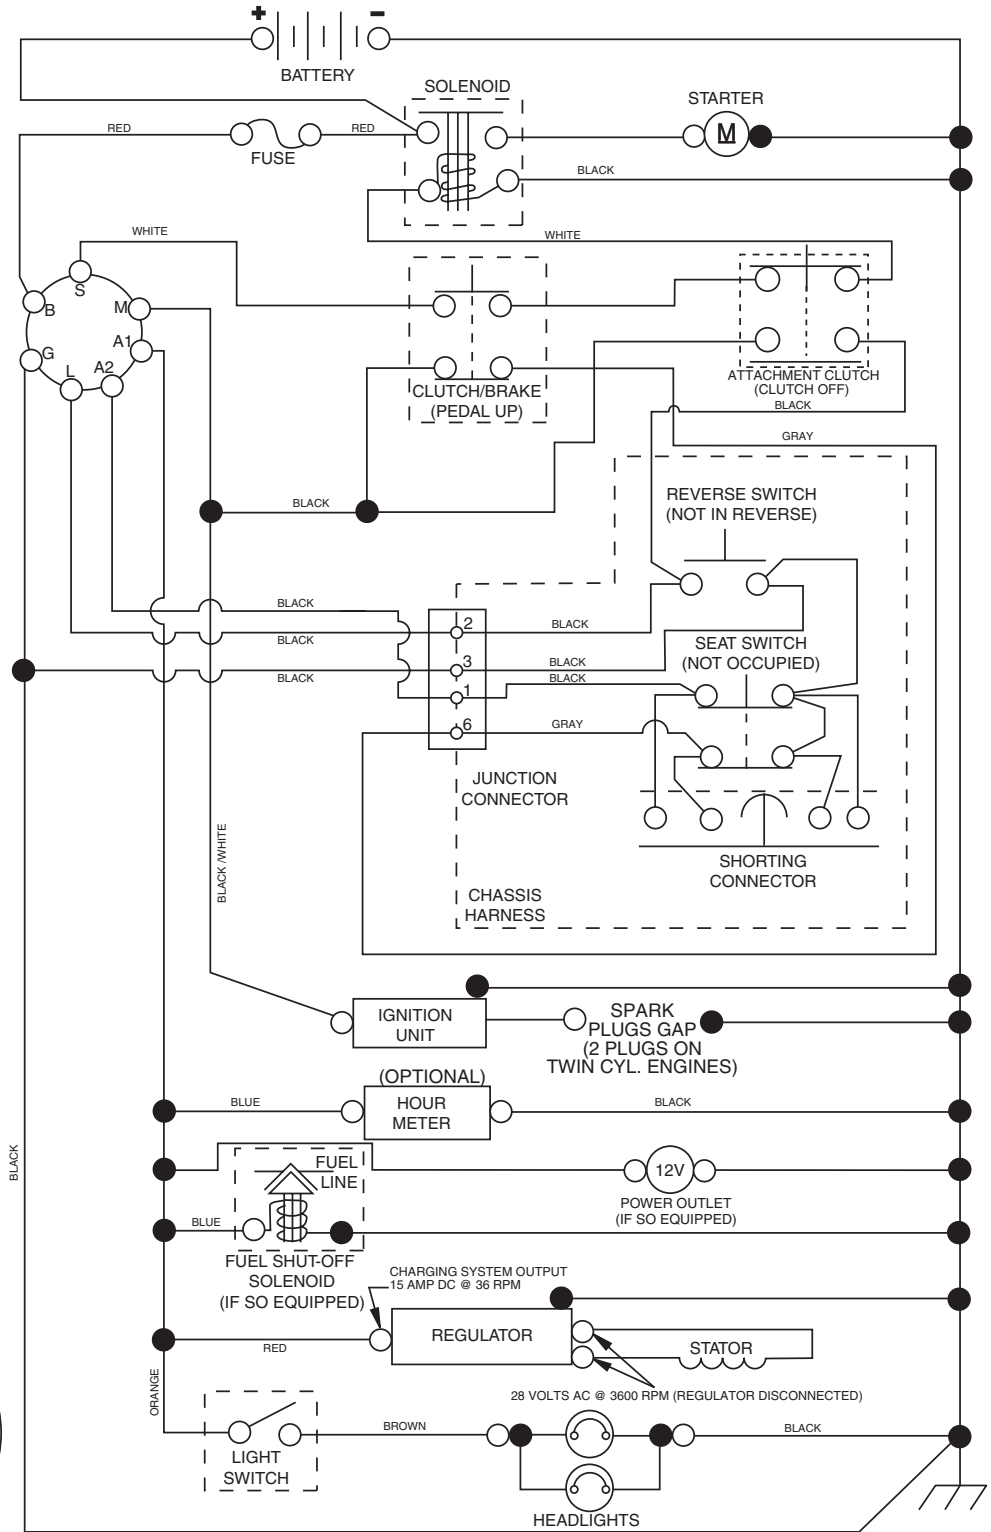 + -
BATTERY
SOLENOID
STARTER
M
RED
RED
FUSE
BLACK
WHITE
WHITE
S
B
M
G
A1
L
A2
CLUTCH/BRAKE
(PEDAL UP)
ATTACHMENT CLUTCH
(CLUTCH OFF)
BLACK
GRAY
BLACK
REVERSE SWITCH
(NOT IN REVERSE)
BLACK
2
BLACK
BLACK
SEAT SWITCH
(NOT OCCUPIED)
3
BLACK
BLACK
BLACK
1
6
GRAY
JUNCTION
CONNECTOR
SHORTING
CONNECTOR
CHASSIS
HARNESS
BLACK /WHITE
IGNITION
UNIT
SPARK
PLUGS GAP
(2 PLUGS ON
TWIN CYL. ENGINES)
(OPTIONAL)
HOUR
METER
BLUE
BLACK
BLACK
FUEL
LINE
12V
POWER OUTLET
(IF SO EQUIPPED)
BLUE
FUEL SHUT-OFF
SOLENOID
(IF SO EQUIPPED)
CHARGING SYSTEM OUTPUT
15 AMP DC @ 36 RPM
REGULATOR
RED
STATOR
28 VOLTS AC @ 3600 RPM (REGULATOR DISCONNECTED)
ORANGE
BROWN
BLACK
LIGHT
SWITCH
HEADLIGHTS